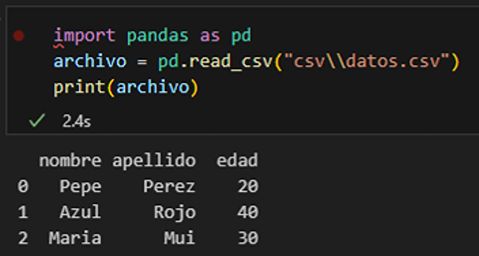 import pandas as pd
archivo = pd.read_csv("csv\\datos.csv")
print(archivo)
2.4s
nombre apellido edad
0 Pepe Perez 20
1 Azul Rojo 40
2 Maria Mui 30